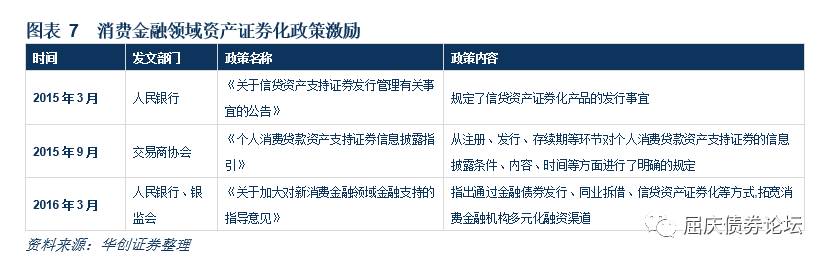 图表 7 消费金融领域资产证券化政策激励
时间 发文部门 政策名称 政策内容
2015年3月 人民银行 《关于信贷资产支持证券发行管理有关事
宜的公告》 规定了信贷资产证券化产品的发行事宜
2015年9月 交易商协会 《个人消费贷款资产支持证券信息披露指
引》 从注册、发行、存续期等环节对个人消费贷款资产支持证券的信息
披露条件、内容、时间等方面进行了明确的规定
2016年3月 人民银行、银
监会 《关于加大对新消费金融领域金融支持的
指导意见》 指出通过金融债券发行、同业拆借、信贷资产证券化等方式,拓宽消
费金融机构多元化融资渠道
屈庆债券论坛
资料来源：华创证券整理